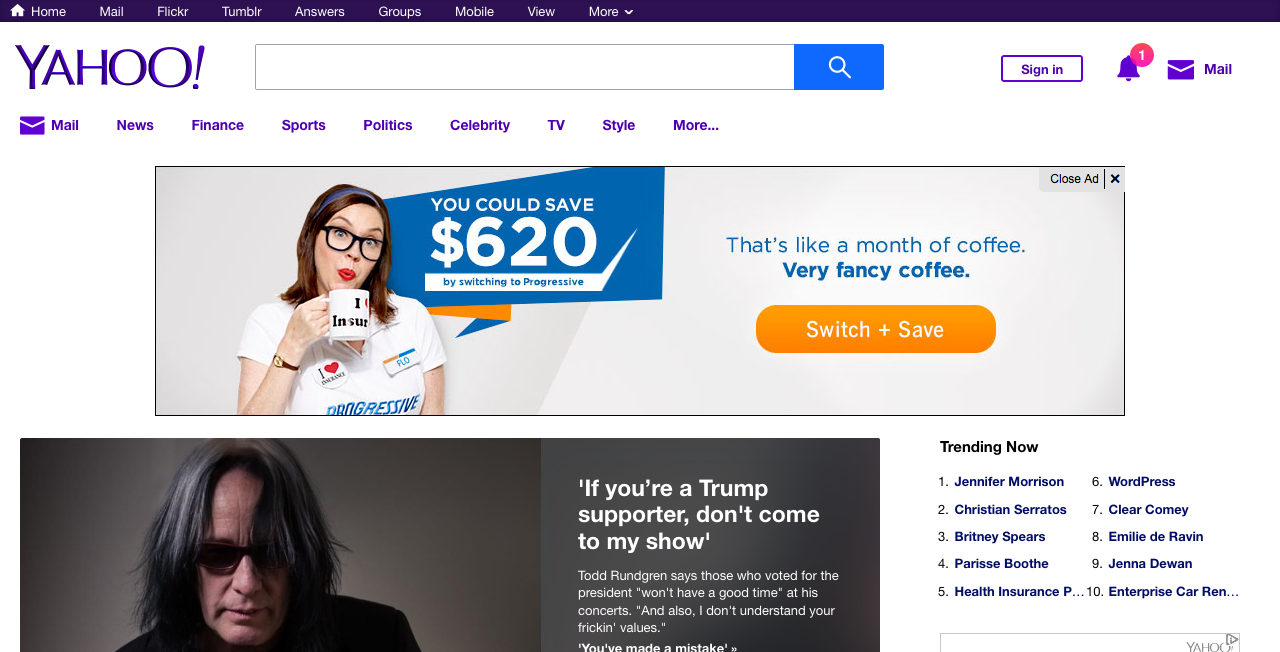 Home Mail Flickr Tumblr Answers Groups Mobile View More
YAHOO!
Sign in
1
Mail
Mail News Finance Sports Politics Celebrity TV Style More...
Close Ad
YOU COULD SAVE
$620
by switching to Progressive
That's like a month of coffee.
Very fancy coffee.
Switch + Save
I
Insur
FLO
I
INSURANCE
PROGRESSIVE
'If you’re a Trump
supporter, don't come
to my show'
Todd Rundgren says those who voted for the
president "won't have a good time" at his
concerts. "And also, I don't understand your
frickin' values."
'You've made a mistake' »
Trending Now
1. Jennifer Morrison
2. Christian Serratos
3. Britney Spears
4. Parisse Boothe
5. Health Insurance P...
6. WordPress
7. Clear Comey
8. Emilie de Ravin
9. Jenna Dewan
10. Enterprise Car Ren...
YAHOO!